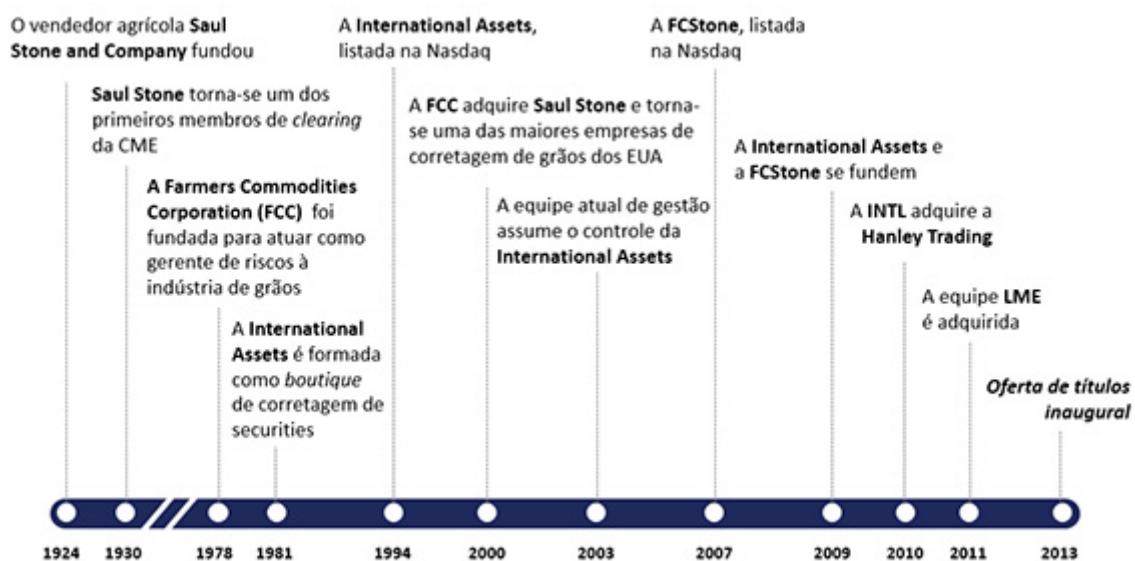 O vendedor agrícola Saul
Stone and Company fundou
Saul Stone torna-se um dos
primeiros membros de clearing
da CME
A Farmers Commodities
Corporation (FCC) foi
fundada para atuar como
gerente de riscos à
indústria de grãos
A International
Assets é formada
como boutique
de corretagem de
securities
A International Assets,
listada na Nasdaq
A FCC adquire Saul Stone e torna-
se uma das maiores empresas de
corretagem de grãos dos EUA
A equipe atual de gestão
assume o controle da
International Assets
A FCStone, listada
na Nasdaq
A International Assets e
a FCStone se fundem
A INTL adquire a
Hanley Trading
A equipe LME
é adquirida
Oferta de títulos
inaugural
1924 1930 1978 1981 1994 2000 2003 2007 2009 2010 2011 2013